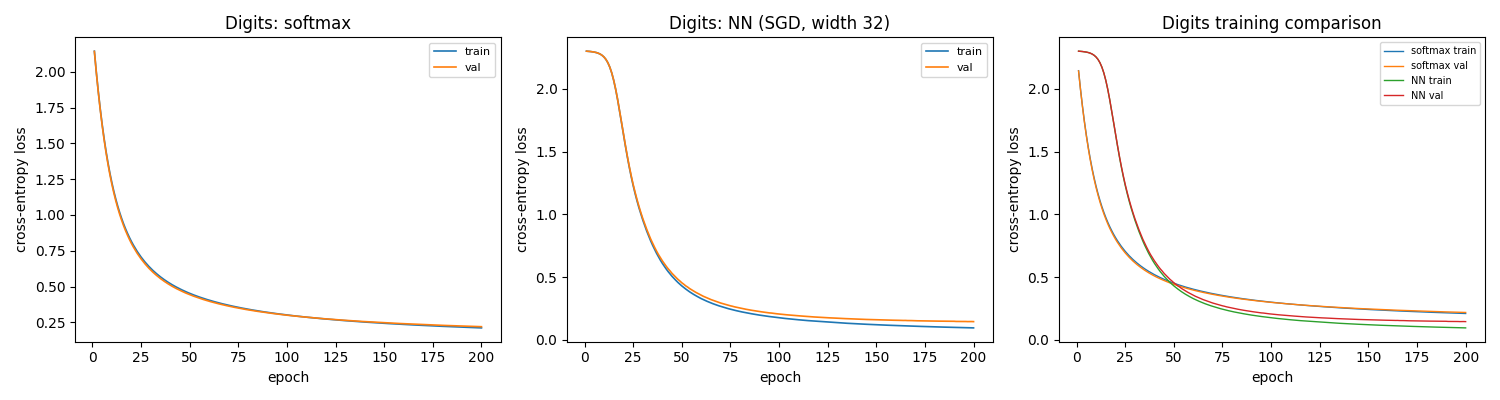 Digits: softmax
cross-entropy loss
2.00
1.75
1.50
1.25
1.00
0.75
0.50
0.25
train
val
0 25 50 75 100 125 150 175 200
epoch
Digits: NN (SGD, width 32)
cross-entropy loss
2.0
1.5
1.0
0.5
0.0
train
val
0 25 50 75 100 125 150 175 200
epoch
Digits training comparison
cross-entropy loss
2.0
1.5
1.0
0.5
0.0
softmax train
softmax val
NN train
NN val
0 25 50 75 100 125 150 175 200
epoch